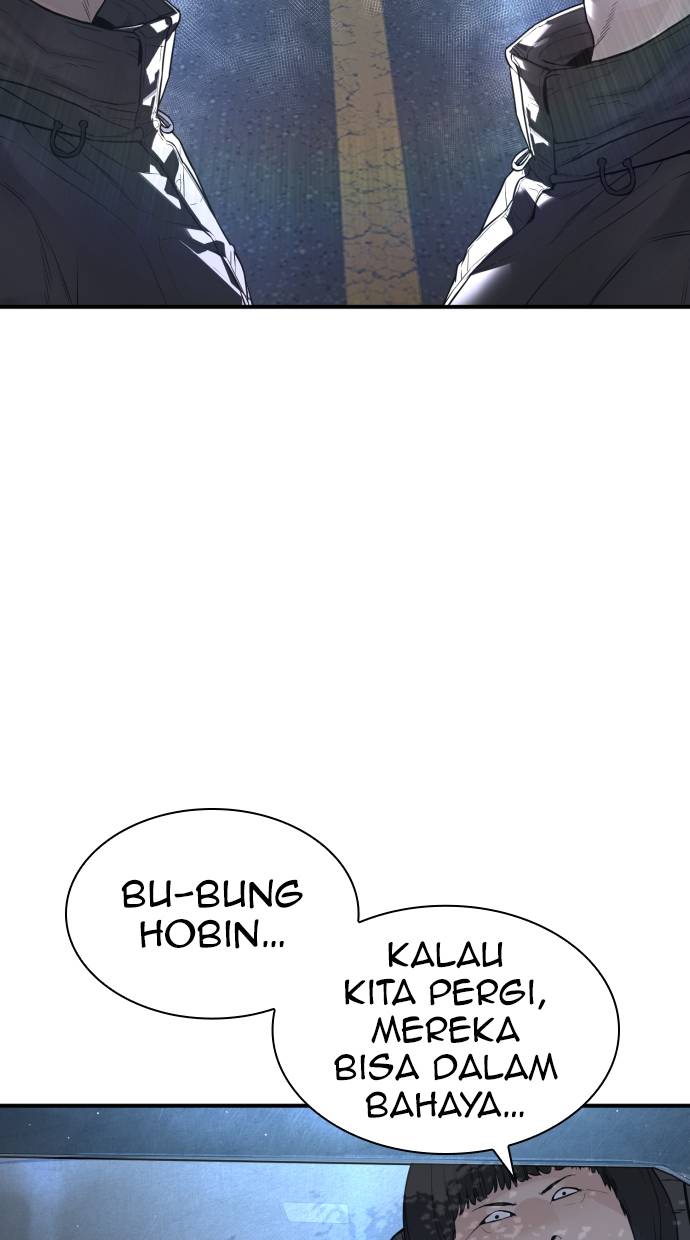 BU-BUNG
HOBIN...
KALAU
KITA PERGI,
MEREKA
BISA DALAM
BAHAYA...